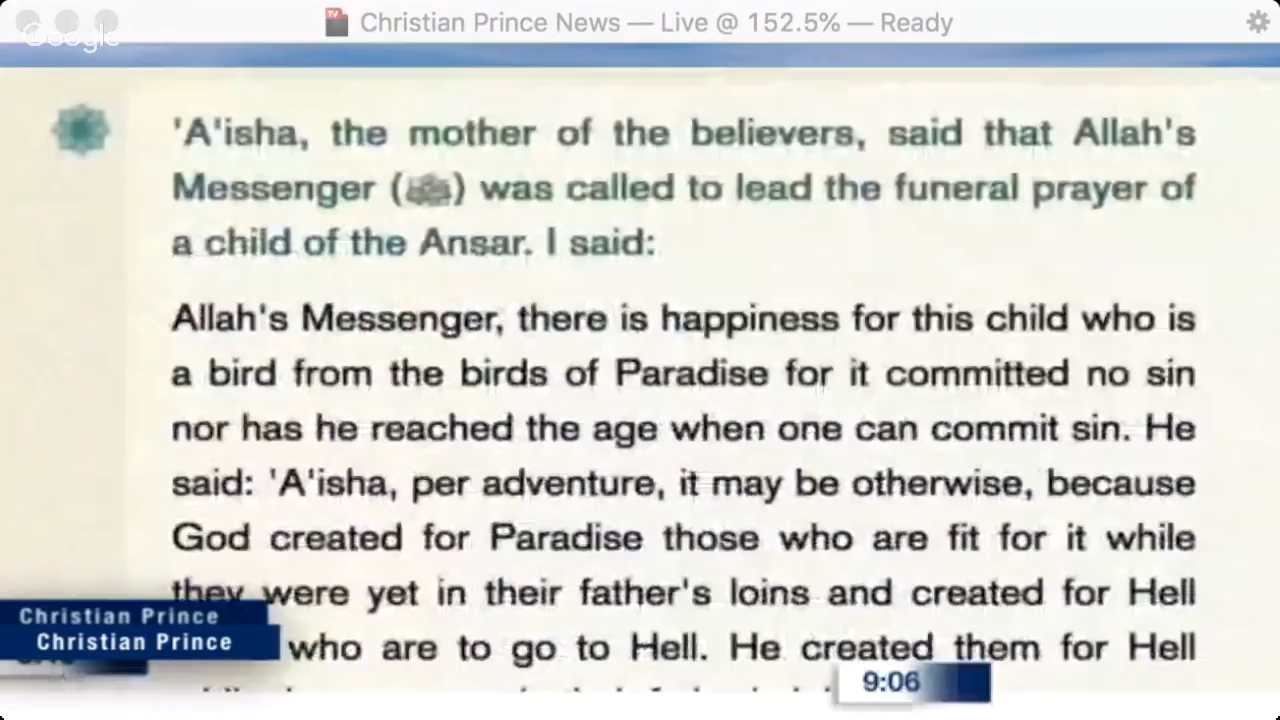 Christian Prince News — Live @ 152.5% — Ready
Google
'A'isha, the mother of the believers, said that Allah's
Messenger (ﷺ) was called to lead the funeral prayer of
a child of the Ansar. I said:
Allah's Messenger, there is happiness for this child who is
a bird from the birds of Paradise for it committed no sin
nor has he reached the age when one can commit sin. He
said: 'A'isha, per adventure, it may be otherwise, because
God created for Paradise those who are fit for it while
they were yet in their father's loins and created for Hell
who are to go to Hell. He created them for Hell
Christian Prince
Christian Prince
9:06